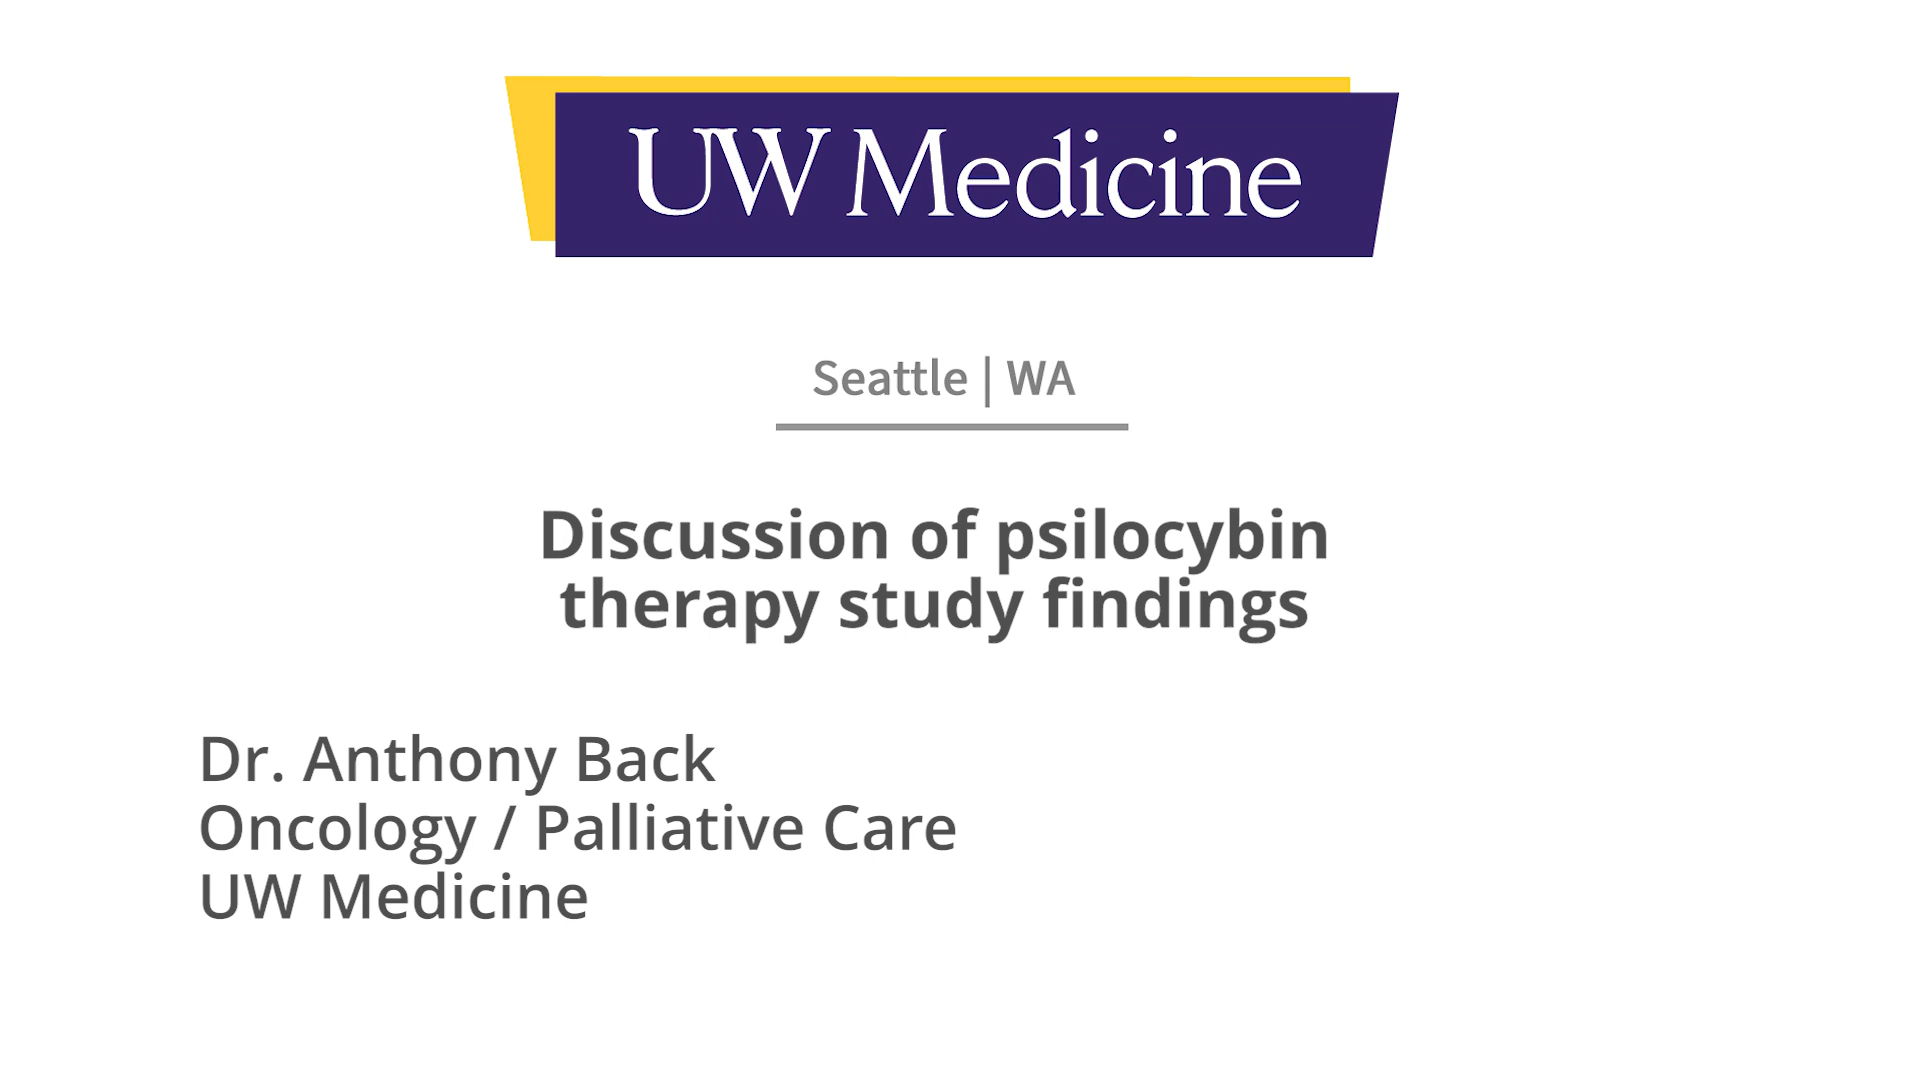 UW Medicine
Seattle | WA
Discussion of psilocybin
therapy study findings
Dr. Anthony Back
Oncology / Palliative Care
UW Medicine